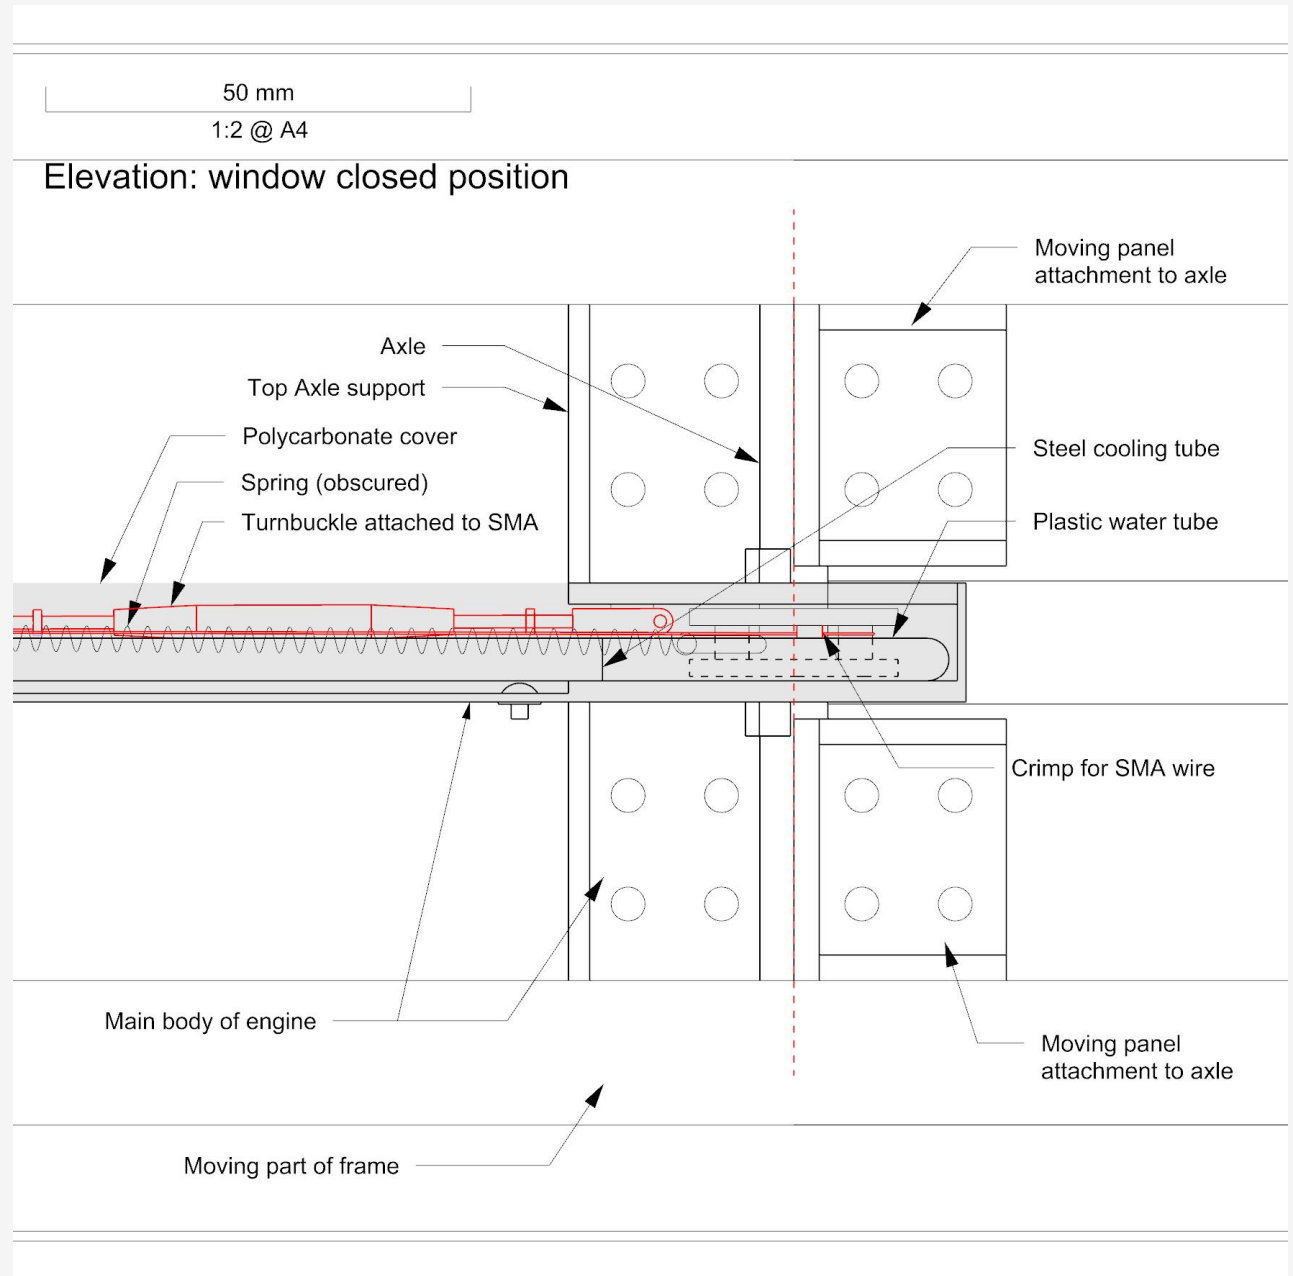 50 mm
1:2 @ A4
Elevation: window closed position
Moving panel
attachment to axle
Axle
Top Axle support
Polycarbonate cover
Spring (obscured)
Turnbuckle attached to SMA
Steel cooling tube
Plastic water tube
Crimp for SMA wire
Main body of engine
Moving panel
attachment to axle
Moving part of frame